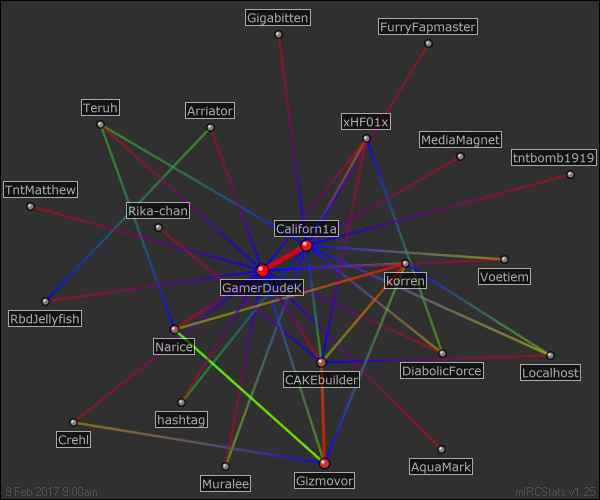 Gigabitten
FurryFapmaster
Teruh
Arriator
xHF01x
MediaMagnet
tntbomb1919
TntMatthew
Rika-chan
Californ1a
GamerDudeK
korren
Voetiem
RbdJellyfish
Narice
CAKEbuilder
DiabolicForce
Localhost
hashtag
Crehl
Muralee
Gizmovor
AquaMark
9 Feb 2017 9:00am
mIRCStats v1.25